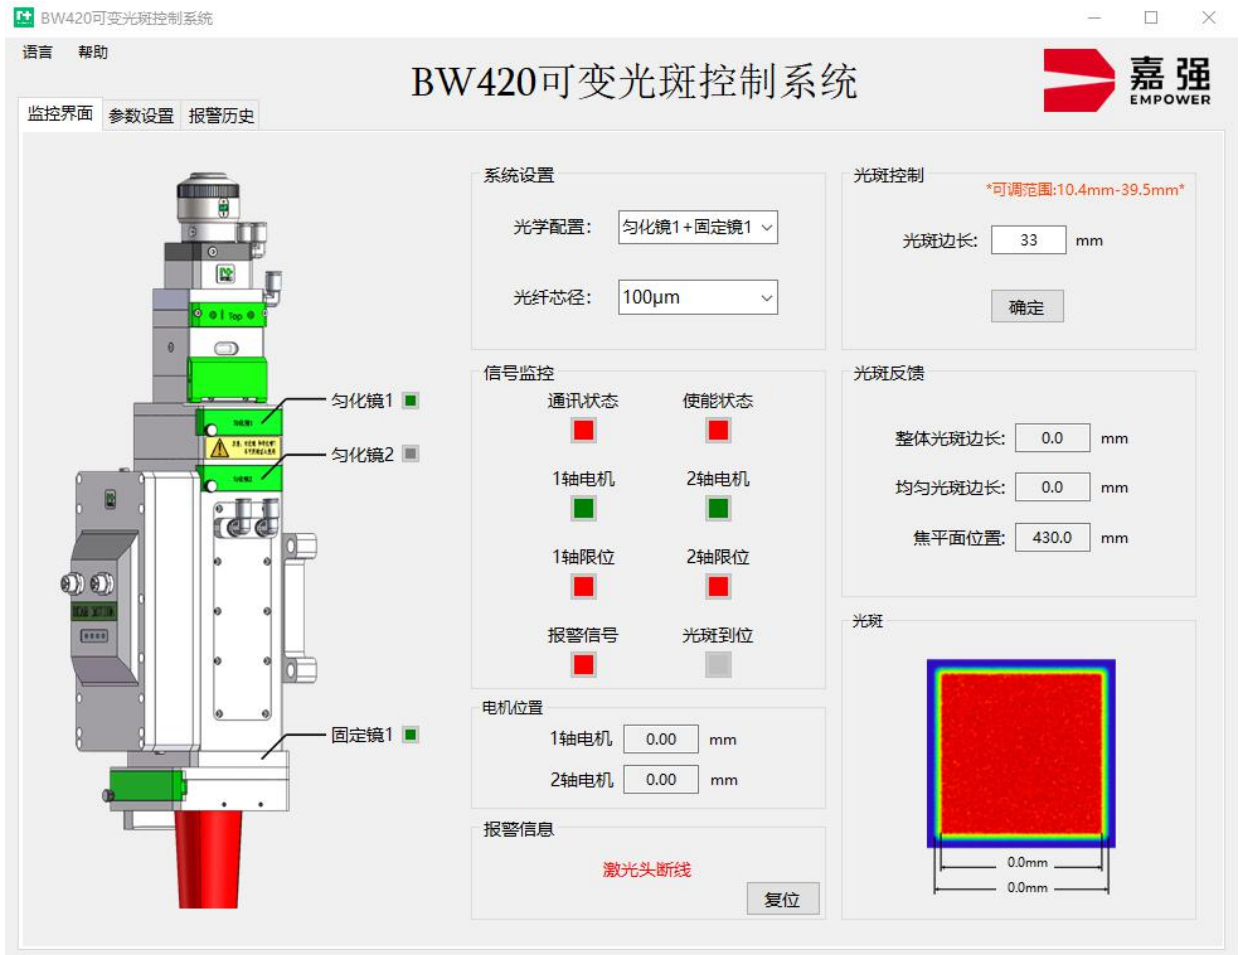 BW420可变光斑控制系统
语言 帮助
BW420可变光斑控制系统
嘉强
EMPOWER
监控界面 参数设置 报警历史
系统设置
光学配置： 匀化镜1+固定镜1
光纤芯径： 100μm
光斑控制
*可调范围:10.4mm-39.5mm*
光斑边长: 33 mm
确定
Top
匀化镜1
匀化镜2
固定镜1
信号监控
通讯状态 使能状态
1轴电机 2轴电机
1轴限位 2轴限位
报警信号 光斑到位
光斑反馈
整体光斑边长: 0.0 mm
均匀光斑边长: 0.0 mm
焦平面位置: 430.0 mm
电机位置
1轴电机 0.00 mm
2轴电机 0.00 mm
报警信息
激光头断线
复位
光斑
0.0mm
0.0mm